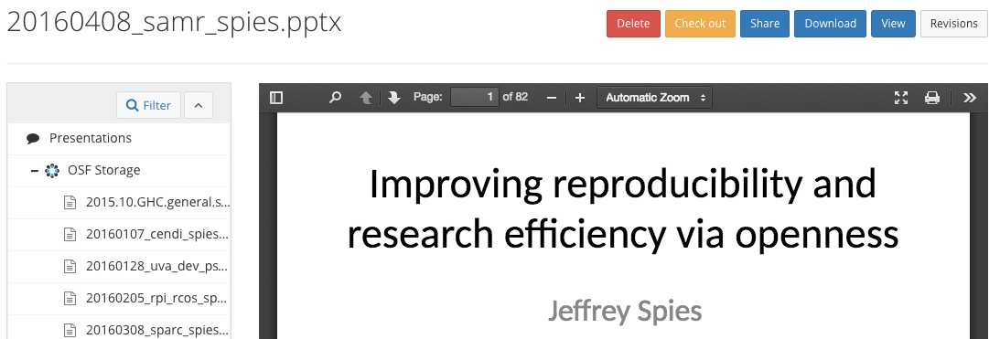 20160408_samr_spies.pptx
Delete
Check out
Share
Download
View
Revisions
Filter
Presentations
OSF Storage
2015.10.GHC.general.s...
20160107_cendi_spies...
20160128_uva_dev_ps...
20160205_rpi_rcos_sp...
20160308_sparc_spies...
Page: 1 of 82
Automatic Zoom
Improving reproducibility and
research efficiency via openness
Jeffrey Spies